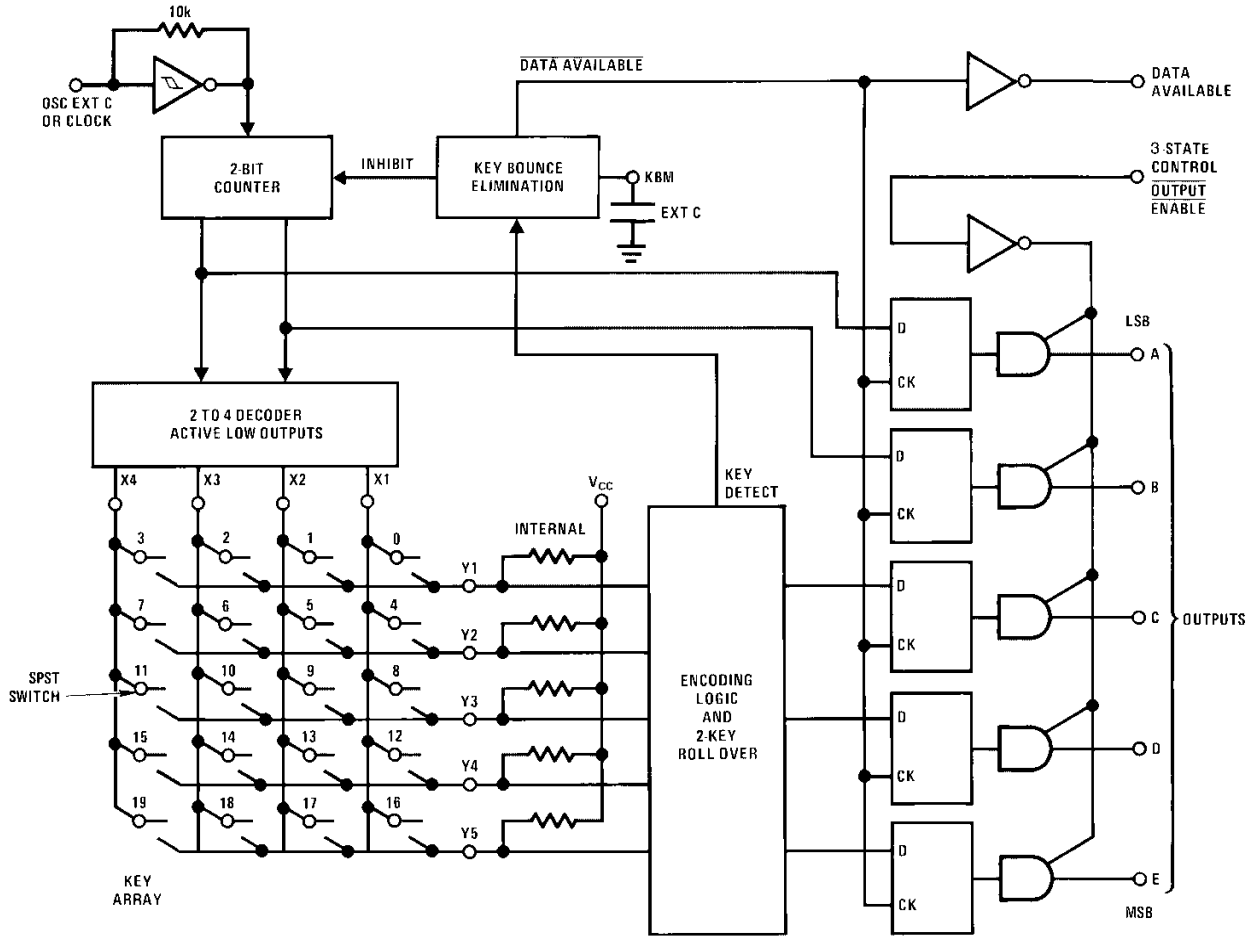 10k
OSC EXT C
OR CLOCK
DATA AVAILABLE
DATA
AVAILABLE
2-BIT
COUNTER
INHIBIT
KEY BOUNCE
ELIMINATION
KBM
EXT C
3-STATE
CONTROL
OUTPUT
ENABLE
D
CK
LSB
A
2 TO 4 DECODER
ACTIVE LOW OUTPUTS
X4 X3 X2 X1
KEY
DETECT
VCC
INTERNAL
D
CK
B
3 2 1 0 Y1
7 6 5 4 Y2
11 10 9 8 Y3
15 14 13 12 Y4
19 18 17 16 Y5
SPST
SWITCH
KEY
ARRAY
ENCODING
LOGIC
AND
2-KEY
ROLL OVER
D
CK
C
OUTPUTS
D
CK
D
D
CK
E
MSB